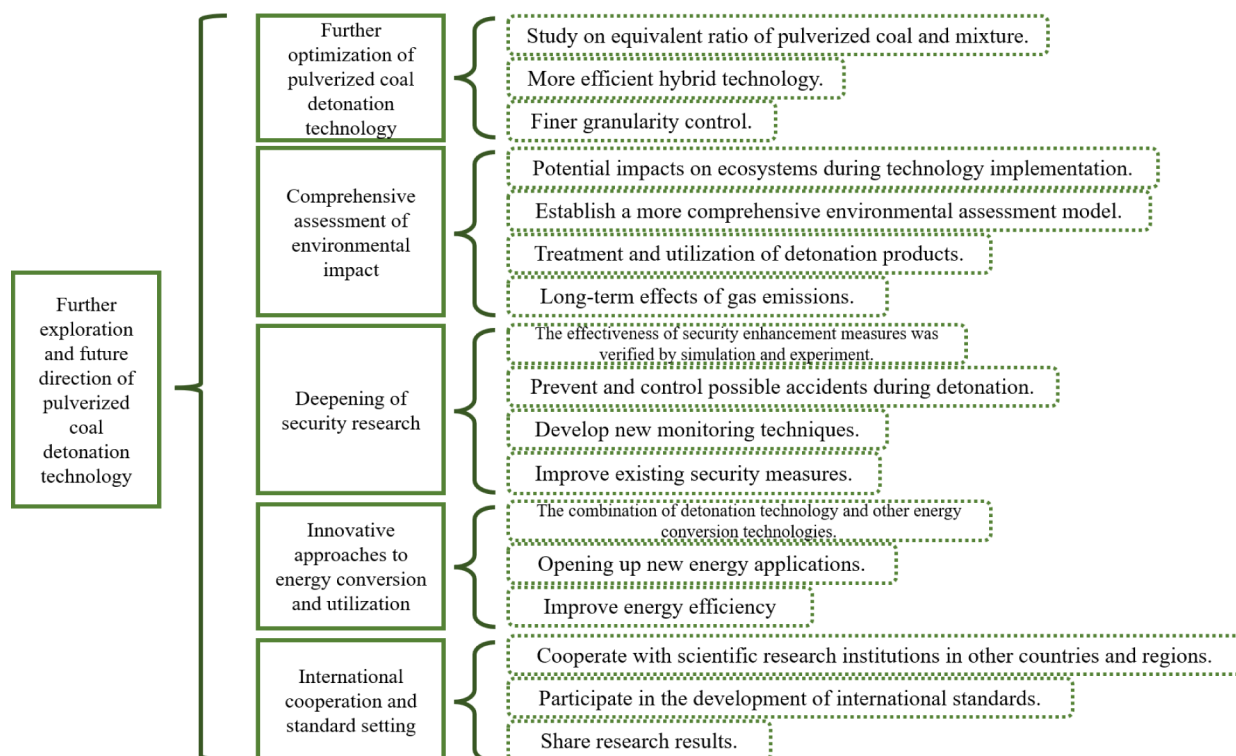 Further
exploration
and future
direction of
pulverized
coal
detonation
technology
Further
optimization of
pulverized coal
detonation
technology
Study on equivalent ratio of pulverized coal and mixture.
More efficient hybrid technology.
Finer granularity control.
Comprehensive
assessment of
environmental
impact
Potential impacts on ecosystems during technology implementation.
Establish a more comprehensive environmental assessment model.
Treatment and utilization of detonation products.
Long-term effects of gas emissions.
Deepening of
security research
The effectiveness of security enhancement measures was
verified by simulation and experiment.
Prevent and control possible accidents during detonation.
Develop new monitoring techniques.
Improve existing security measures.
Innovative
approaches to
energy conversion
and utilization
The combination of detonation technology and other energy
conversion technologies.
Opening up new energy applications.
Improve energy efficiency
International
cooperation and
standard setting
Cooperate with scientific research institutions in other countries and regions.
Participate in the development of international standards.
Share research results.